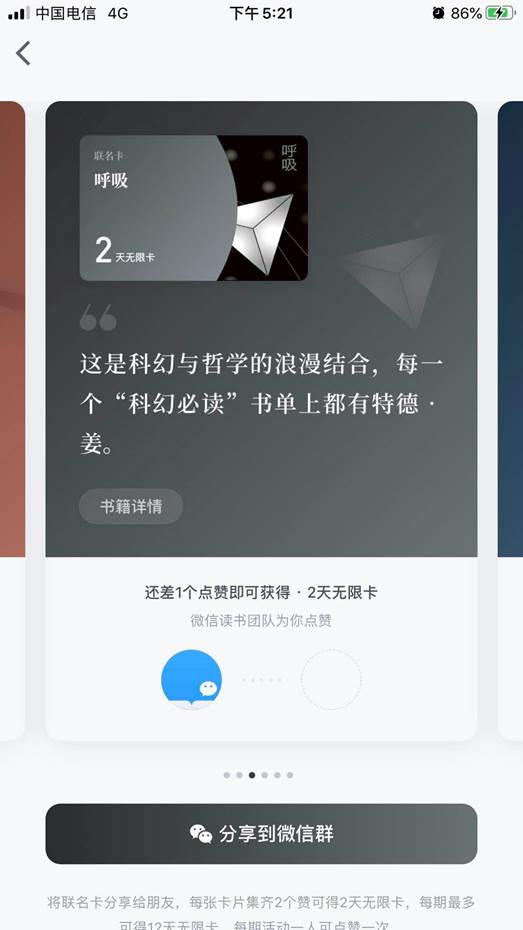 中国电信 4G 下午5:21 86%
联名卡
呼吸
呼吸
2天无限卡
这是科幻与哲学的浪漫结合，每一
个“科幻必读”书单上都有特德·
姜。
书籍详情
还差1个点赞即可获得·2天无限卡
微信读书团队为你点赞
分享到微信群
将联名卡分享给朋友，每张卡片集齐2个赞可得2天无限卡，每期最多
可得12天无限卡，每期活动一人可点赞一次